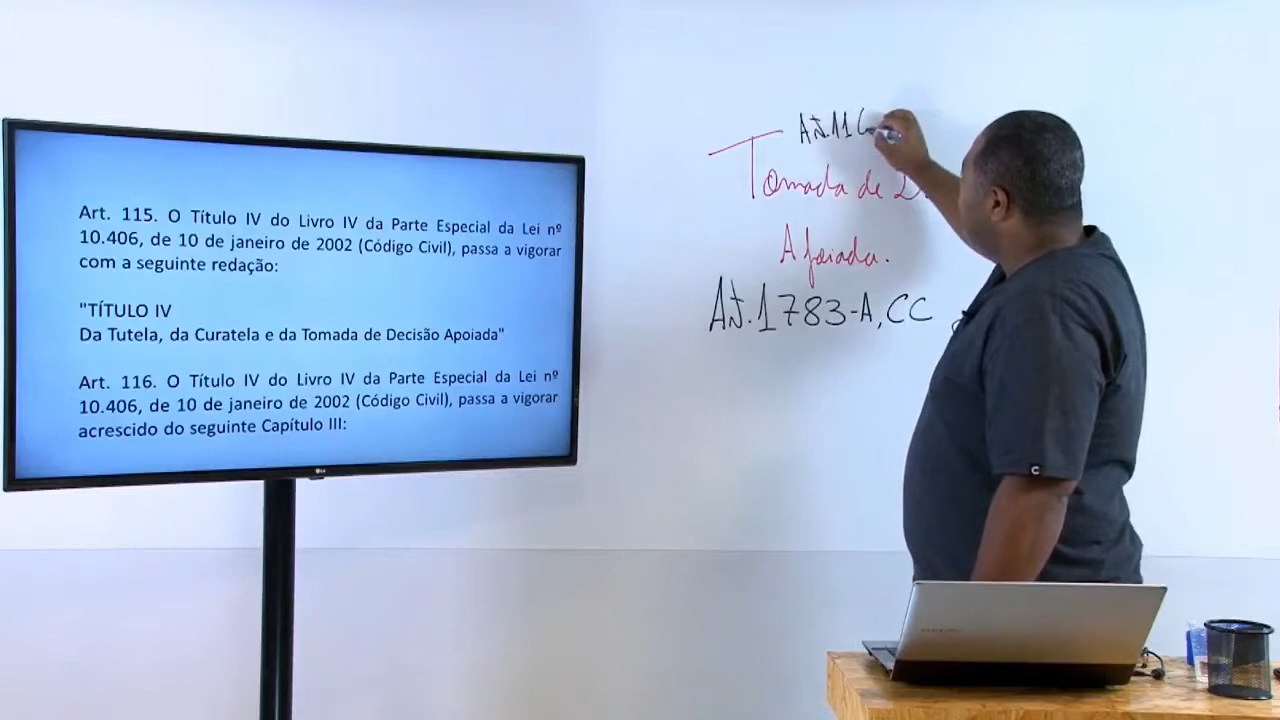 Art. 115. O Título IV do Livro IV da Parte Especial da Lei nº
10.406, de 10 de janeiro de 2002 (Código Civil), passa a vigorar
com a seguinte redação:
"TÍTULO IV
Da Tutela, da Curatela e da Tomada de Decisão Apoiada"
Art. 116. O Título IV do Livro IV da Parte Especial da Lei nº
10.406, de 10 de janeiro de 2002 (Código Civil), passa a vigorar
acrescido do seguinte Capítulo III:
LG
Art. 11
Tomada de D
Apoiada.
Art. 1783-A, CC